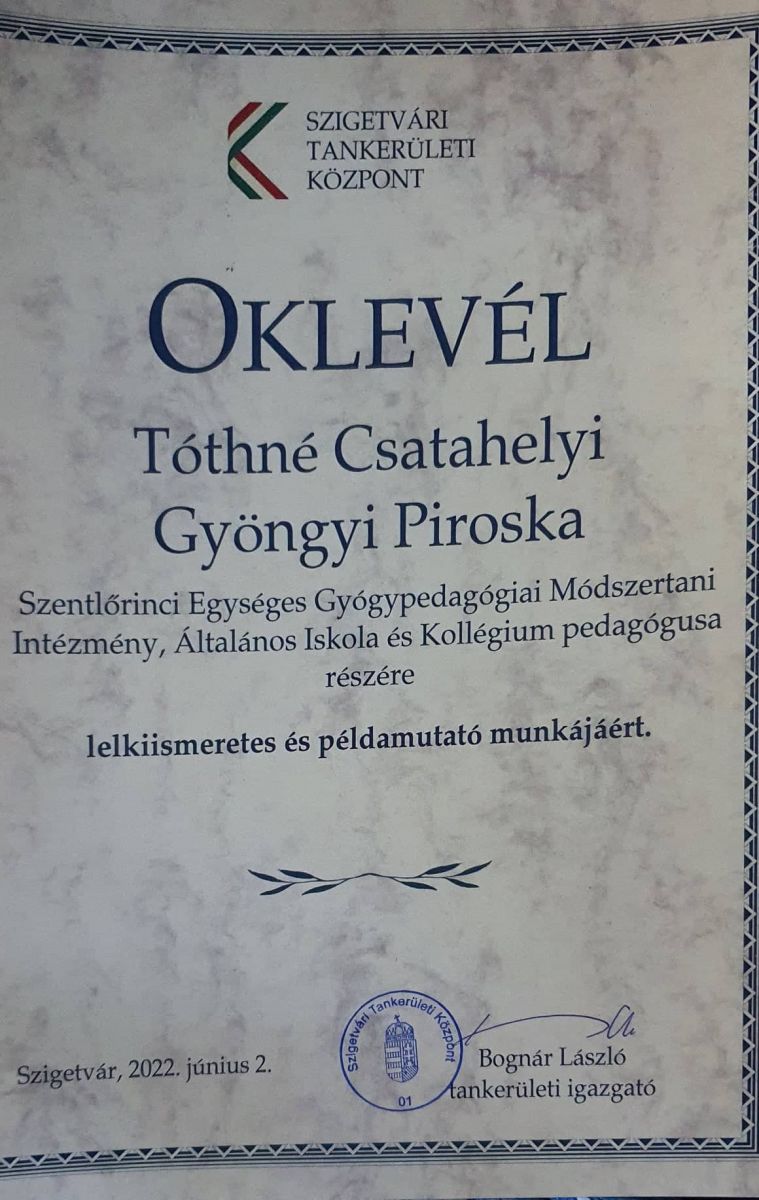 SZIGETVÁRI
TANKERÜLETI
KÖZPONT
OKLEVÉL
Tóthné Csatahelyi
Gyöngyi Piroska
Szentlőrinci Egységes Gyógypedagógiai Módszertani
Intézmény, Általános Iskola és Kollégium pedagógusa
részére
lelkiismeretes és példamutató munkájáért.
Szigetvári Tankerületi Központ
01
Szigetvár, 2022. június 2.
Bognár László
tankerületi igazgató